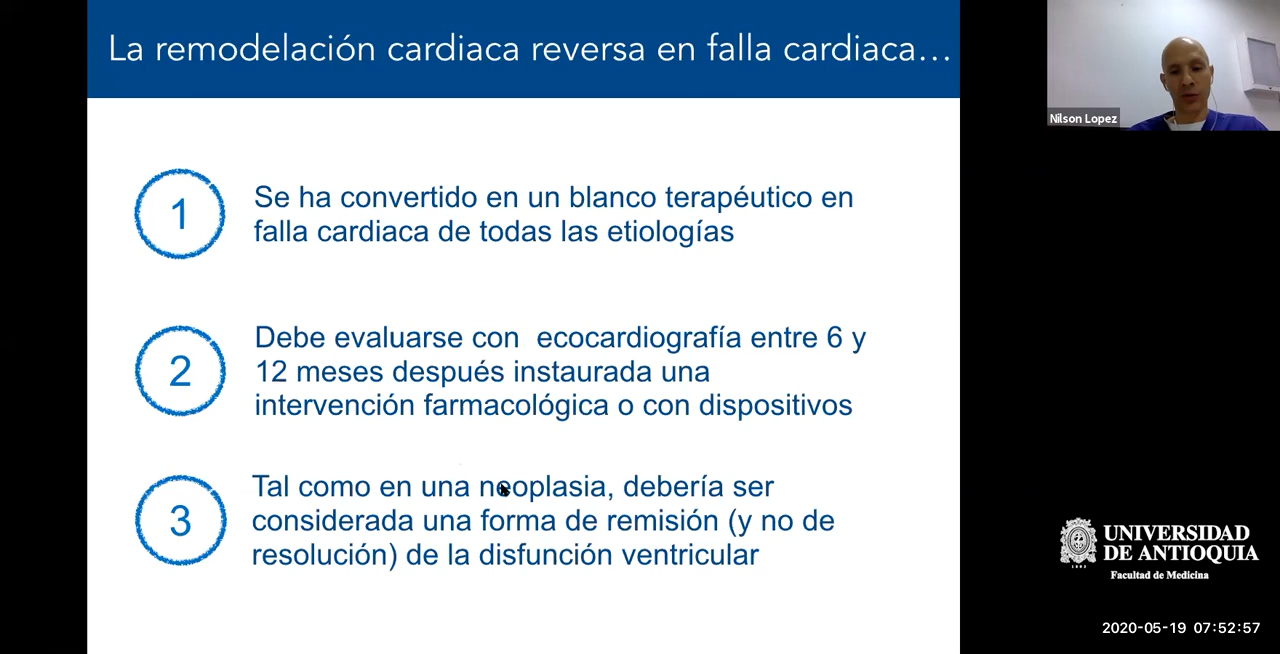 La remodelación cardiaca reversa en falla cardiaca...
Nilson Lopez
1
Se ha convertido en un blanco terapéutico en
falla cardiaca de todas las etiologías
2
Debe evaluarse con  ecocardiografía entre 6 y
12 meses después instaurada una
intervención farmacológica o con dispositivos
3
Tal como en una neoplasia, debería ser
considerada una forma de remisión (y no de
resolución) de la disfunción ventricular
UNIVERSIDAD
DE ANTIOQUIA
1803
Facultad de Medicina
2020-05-19 07:52:57